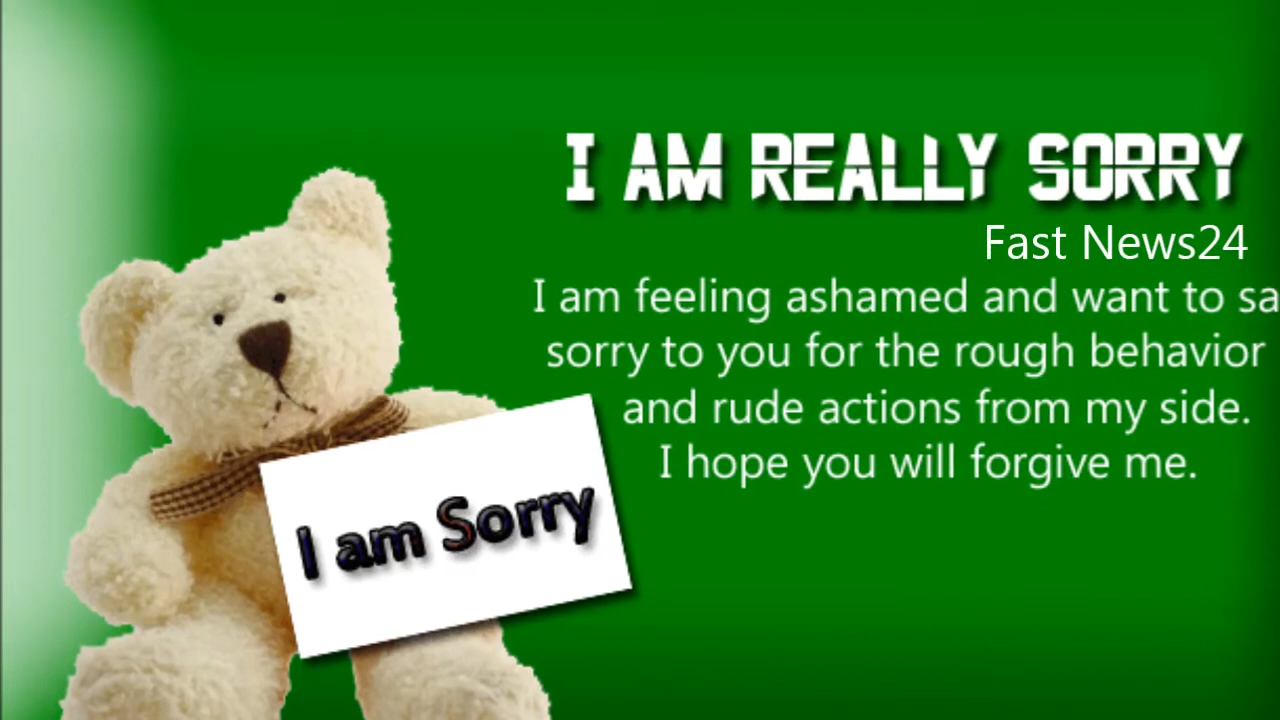 I AM REALLY SORRY
Fast News24
I am feeling ashamed and want to sa
sorry to you for the rough behavior
and rude actions from my side.
I hope you will forgive me.
I am Sorry